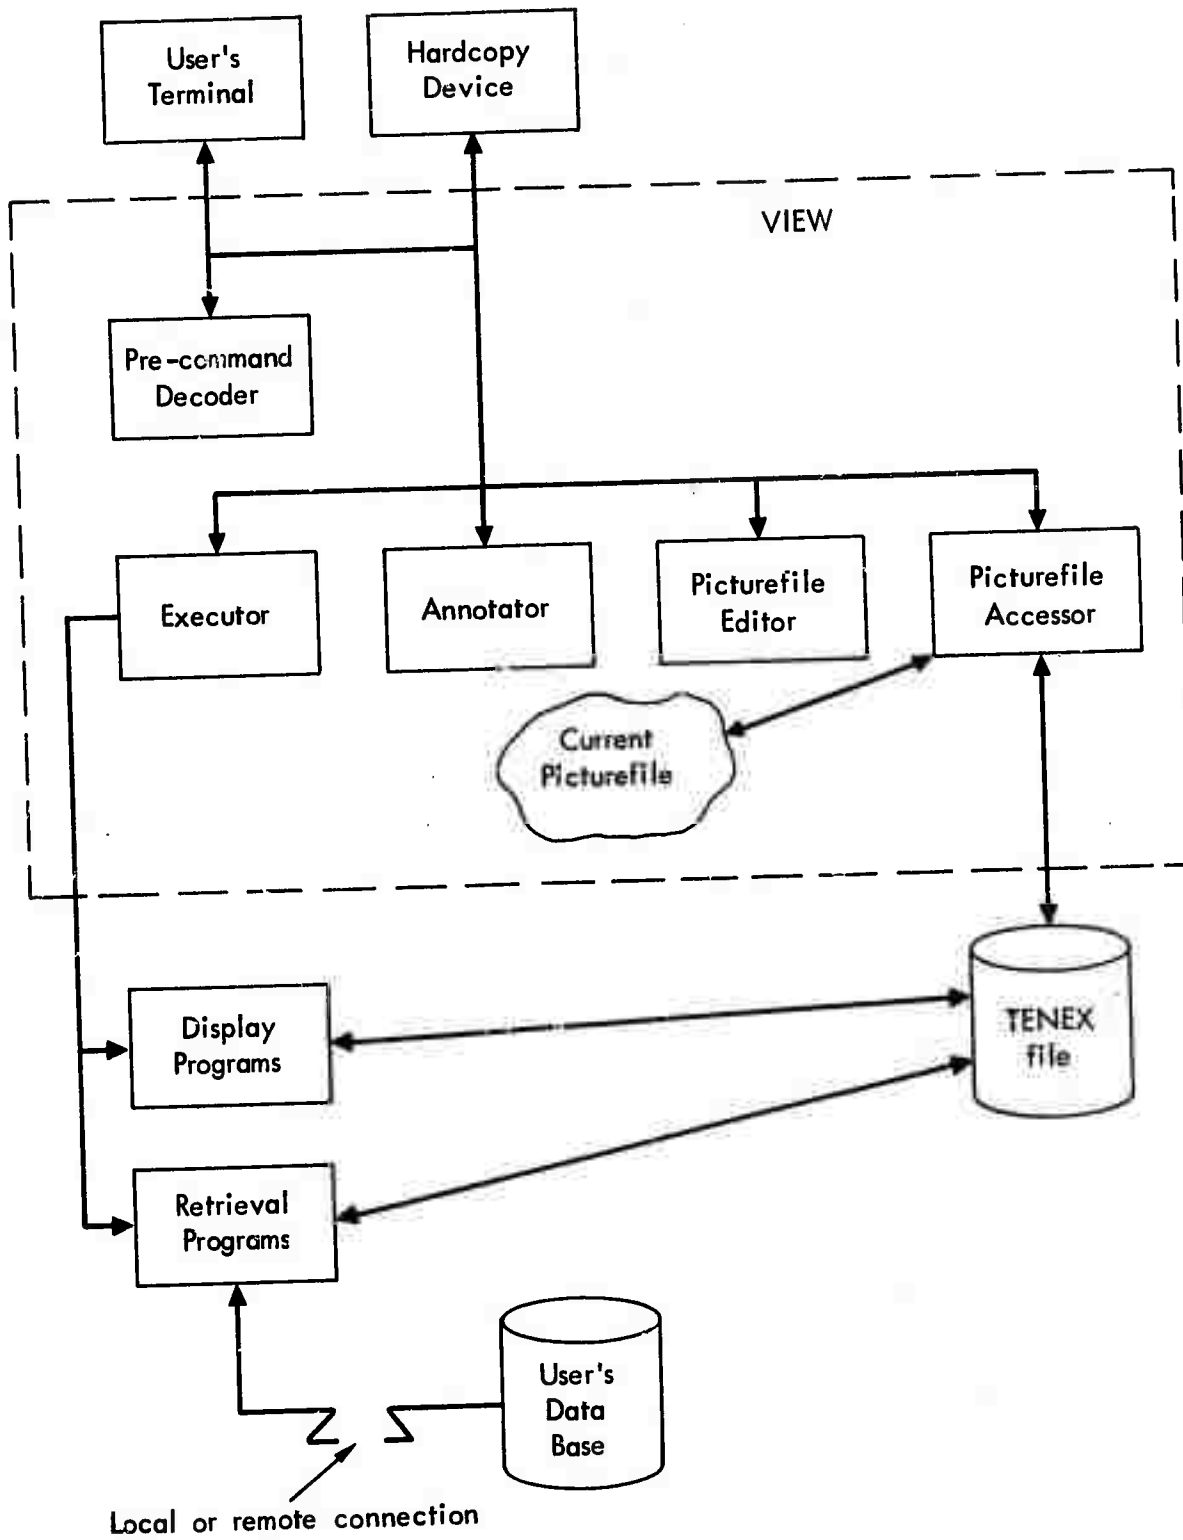 User's
Terminal
Hardcopy
Device
VIEW
Pre-command
Decoder
Executor
Annotator
Picturefile
Editor
Picturefile
Accessor
Current
Picturefile
Display
Programs
TENEX
file
Retrieval
Programs
User's
Data
Base
Local or remote connection